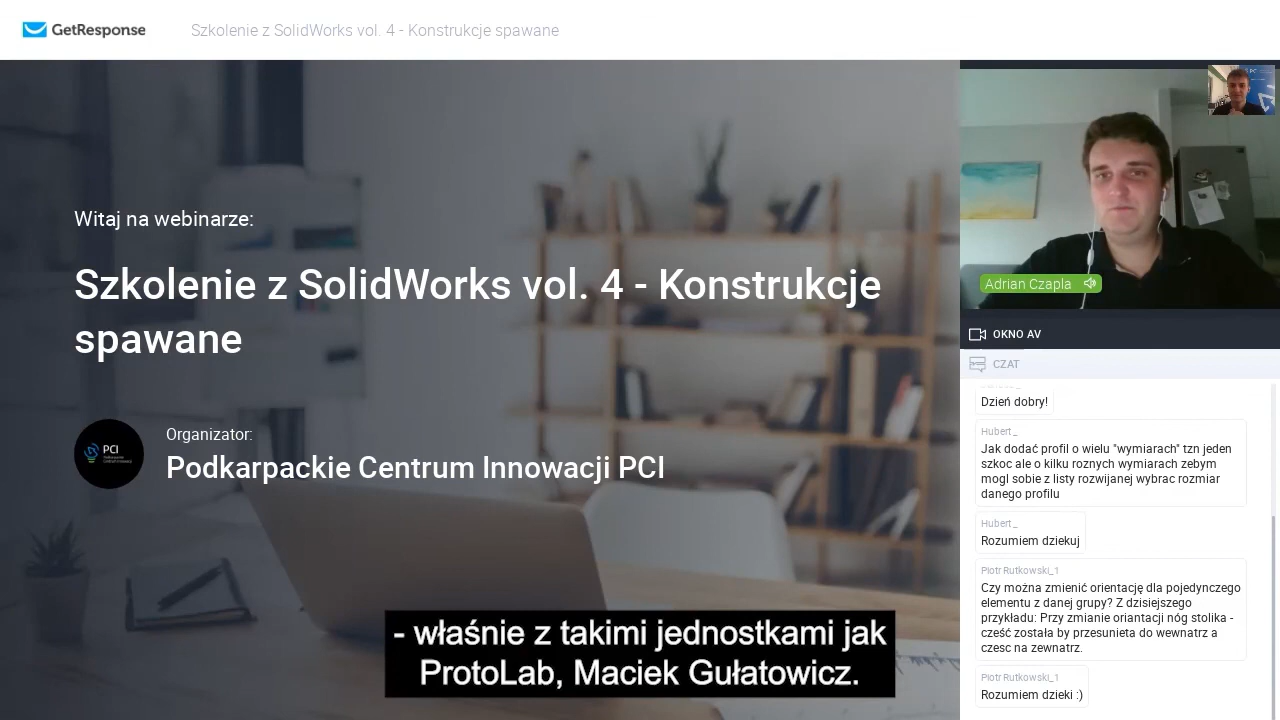 GetResponse
Szkolenie z SolidWorks vol. 4 - Konstrukcje spawane
Witaj na webinarze:
Szkolenie z SolidWorks vol. 4 - Konstrukcje
spawane
PCI
Organizator:
Podkarpackie Centrum Innowacji PCI
- właśnie z takimi jednostkami jak
ProtoLab, Maciek Gułatowicz.
Adrian Czapla
OKNO AV
CZAT
Dzień dobry!
Hubert _
Jak dodać profil o wielu "wymiarach" tzn jeden
szkoc ale o kilku roznych wymiarach zebym
mogl sobie z listy rozwijanej wybrac rozmiar
danego profilu
Hubert _
Rozumiem dziekuj
Piotr Rutkowski_1
Czy można zmienić orientację dla pojedynczego
elementu z danej grupy? Z dzisiejszego
przykładu: Przy zmianie oriantacji nóg stolika -
cześć została by przesunieta do wewnatrz a
czesc na zewnatrz.
Piotr Rutkowski_1
Rozumiem dzieki :)